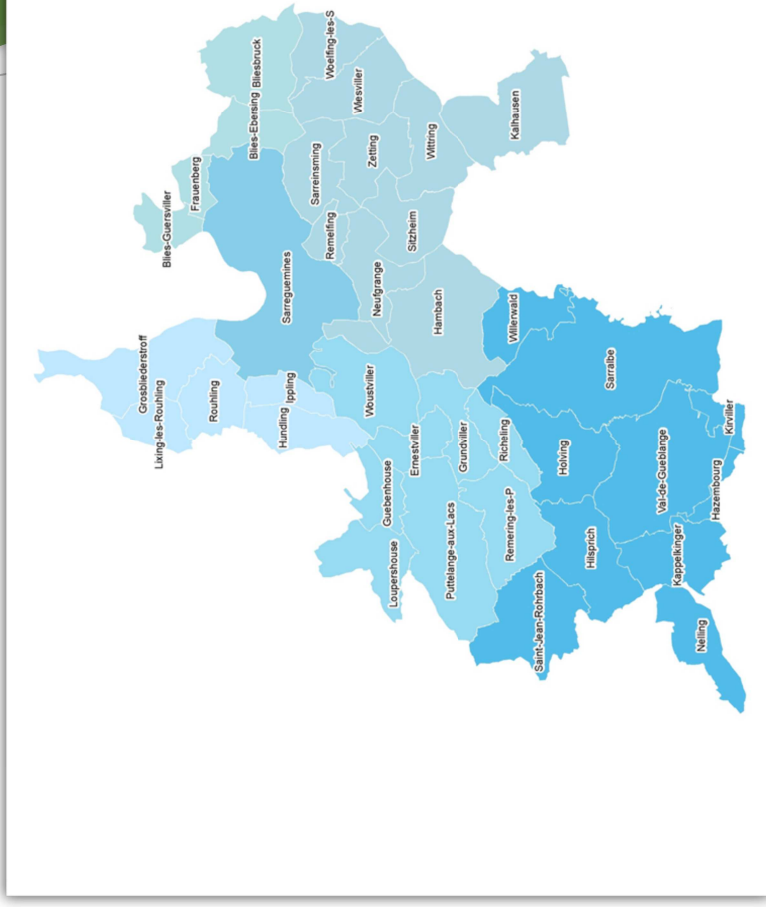 Grosbliederstroff
Lixing-les-Rouhling
Rouhling
Ippling
Hundling
Blies-Guersviller
Frauenberg
Blies-Ebersing
Bliesbruck
Sarreguemines
Woelfing-les-S
Wiesviller
Sarreinsming
Remelfing
Zetting
Wittring
Kalhausen
Neufgrange
Sitzheim
Hambach
Woustviller
Ernestviller
Guebenhouse
Loupershouse
Grundviller
Puttelange-aux-Lacs
Richeling
Remering-les-P
Willerwald
Sarralbe
Holving
Hilsprich
Saint-Jean-Rohrbach
Val-de-Gueblange
Kirviller
Hazembourg
Kappelkinger
Nelling